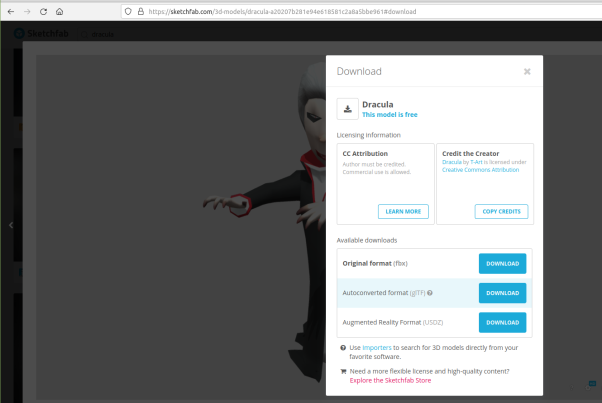 https://sketchfab.com/3d-models/dracula-a20207b281e94e618581c2a8a5bbe961#download
Sketchfab
Download
Dracula
This model is free
Licensing information
CC Attribution
Author must be credited.
Commercial use is allowed.
LEARN MORE
Credit the Creator
Dracula by T-Art is licensed under
Creative Commons Attribution
COPY CREDITS
Available downloads
Original format (fbx)
DOWNLOAD
Autoconverted format (glTF)
DOWNLOAD
Augmented Reality Format (USDZ)
DOWNLOAD
Use importers to search for 3D models directly from your
favorite software.
Need a more flexible license and high-quality content?
Explore the Sketchfab Store